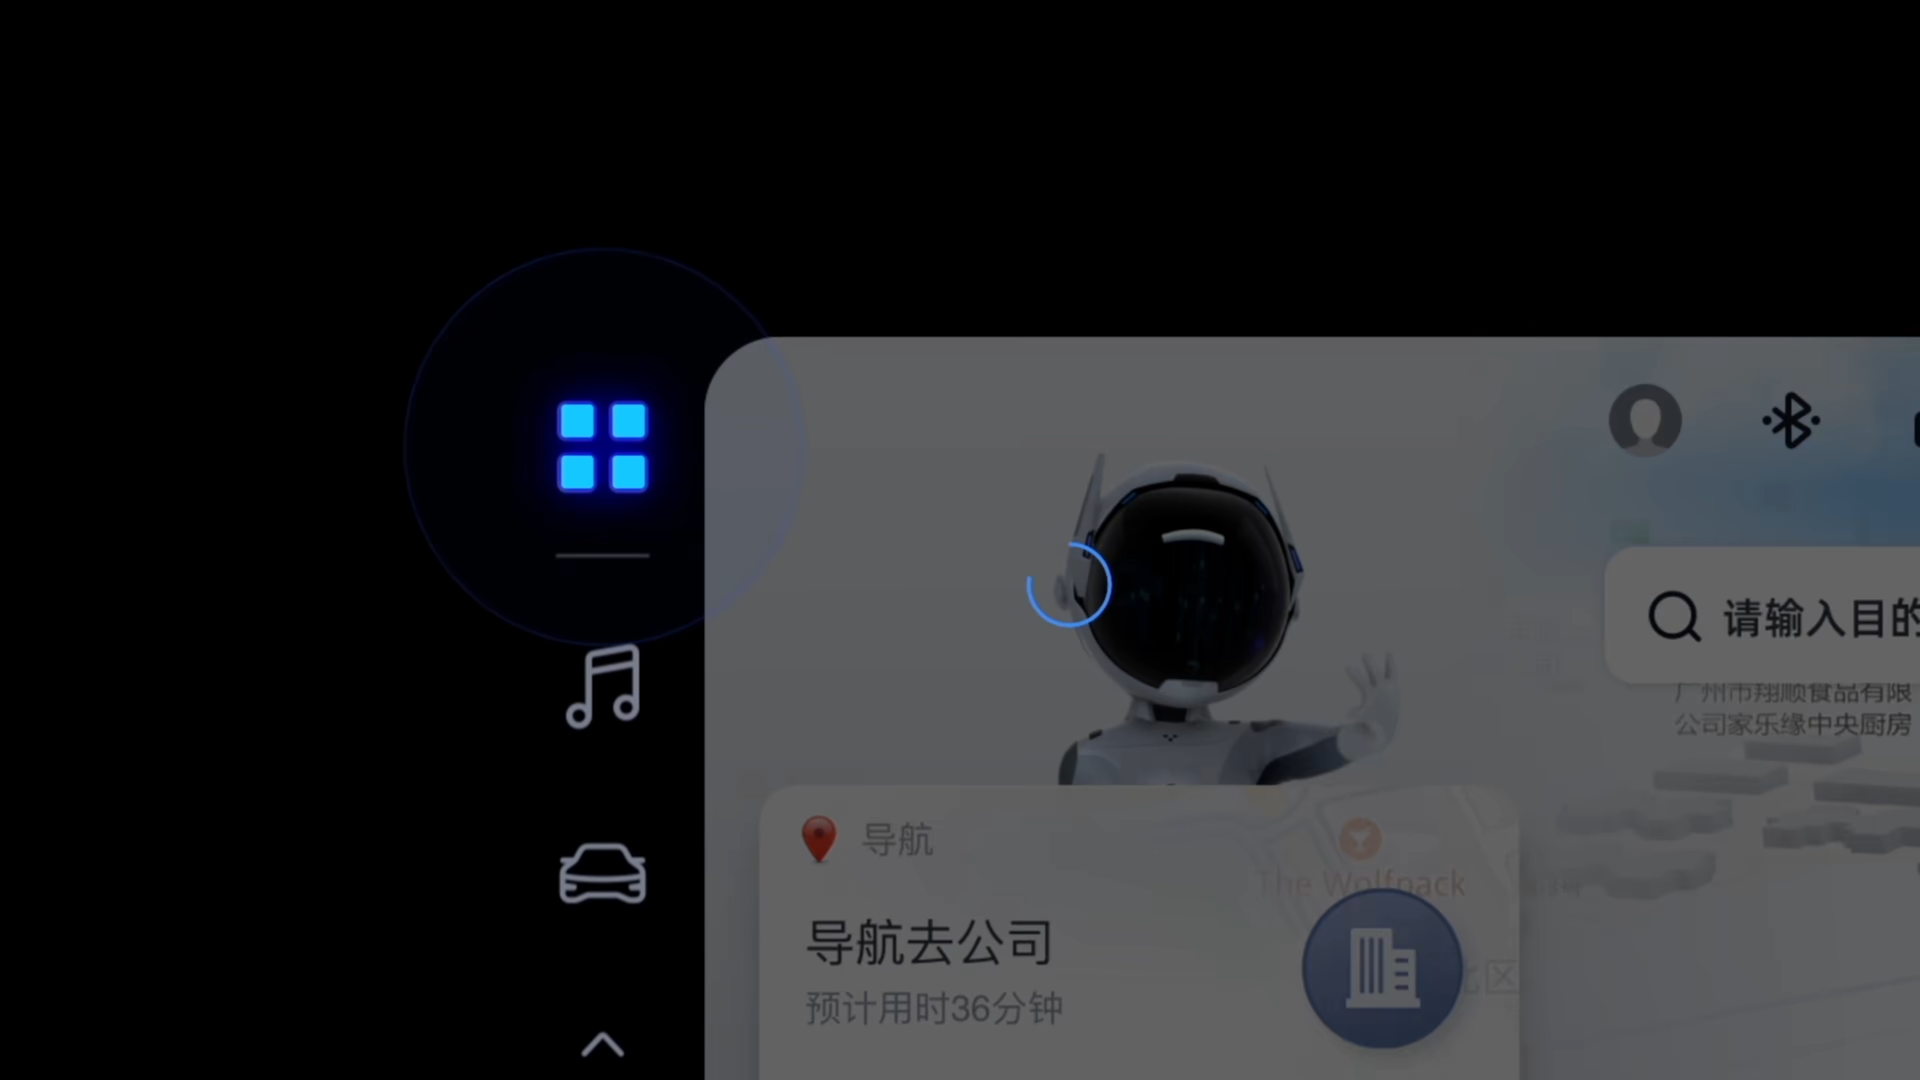 请输入目的
广州市翔顺食品有限
公司家乐缘中央厨房
导航
The Wolfpack
导航去公司
预计用时36分钟
北区